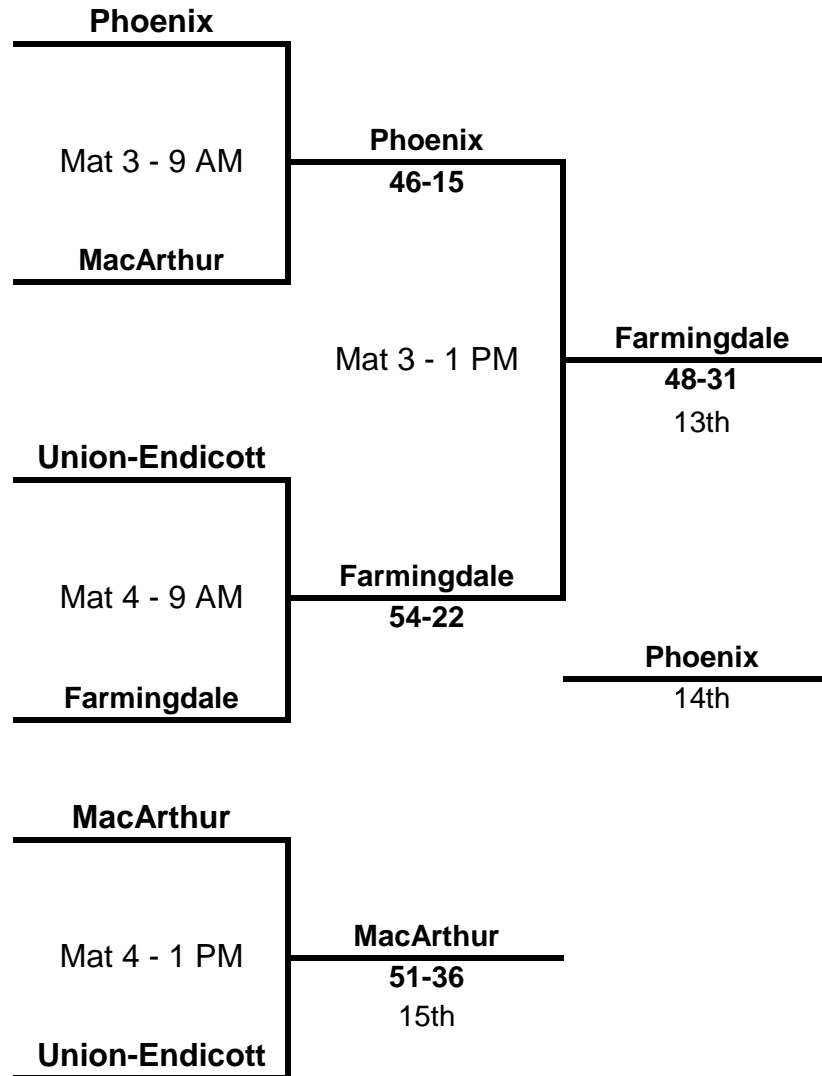 Phoenix
Mat 3 - 9 AM
Phoenix
46-15
MacArthur
Mat 3 - 1 PM
Farmingdale
48-31
13th
Union-Endicott
Mat 4 - 9 AM
Farmingdale
54-22
Farmingdale
Phoenix
14th
MacArthur
Mat 4 - 1 PM
MacArthur
51-36
15th
Union-Endicott